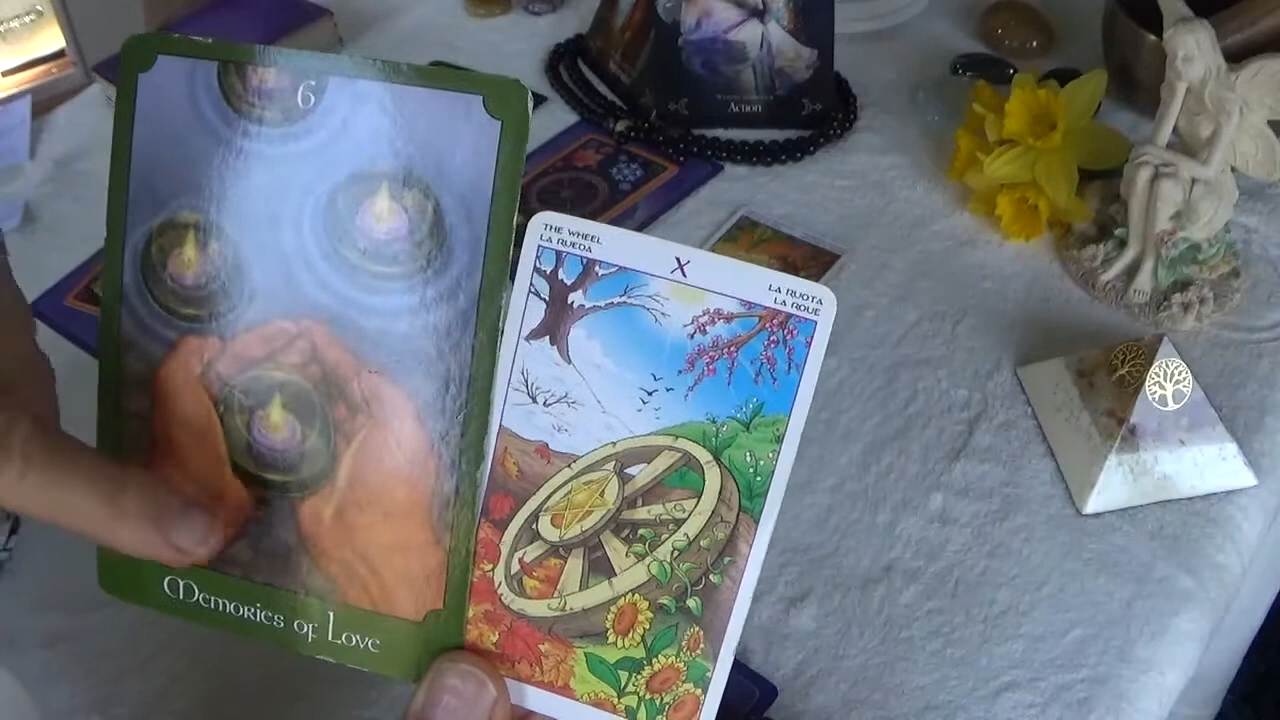 6
Memories of Love
THE WHEEL
LA RUEDA
X
LA RUOTA
LA ROUE
Action